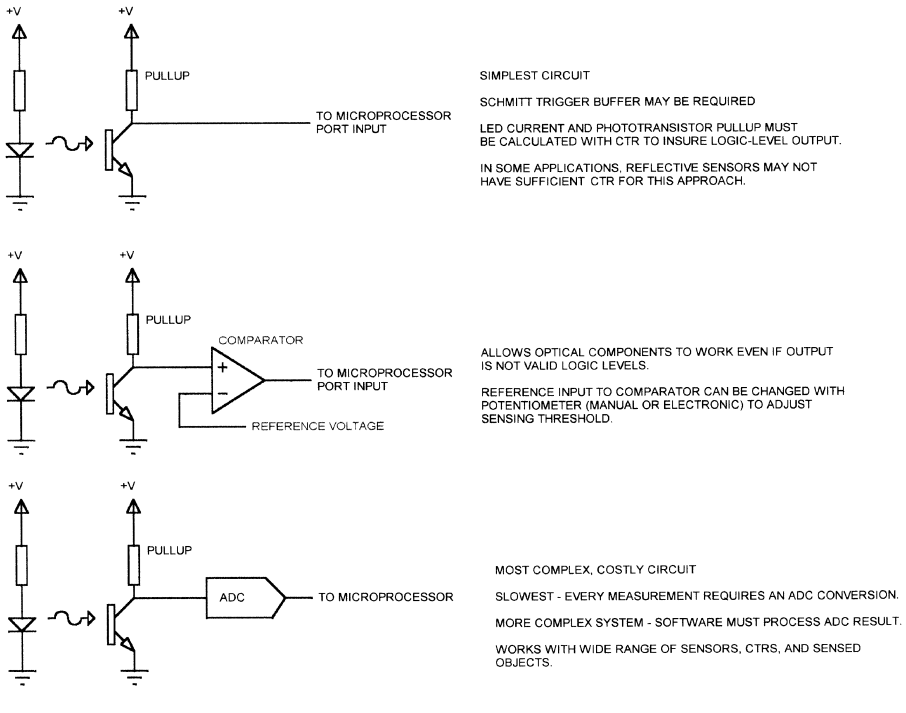 +V
+V
PULLUP
TO MICROPROCESSOR
PORT INPUT
SIMPLEST CIRCUIT
SCHMITT TRIGGER BUFFER MAY BE REQUIRED
LED CURRENT AND PHOTOTRANSISTOR PULLUP MUST
BE CALCULATED WITH CTR TO INSURE LOGIC-LEVEL OUTPUT.
IN SOME APPLICATIONS, REFLECTIVE SENSORS MAY NOT
HAVE SUFFICIENT CTR FOR THIS APPROACH.
+V
+V
PULLUP
COMPARATOR
+
−
TO MICROPROCESSOR
PORT INPUT
REFERENCE VOLTAGE
ALLOWS OPTICAL COMPONENTS TO WORK EVEN IF OUTPUT
IS NOT VALID LOGIC LEVELS.
REFERENCE INPUT TO COMPARATOR CAN BE CHANGED WITH
POTENTIOMETER (MANUAL OR ELECTRONIC) TO ADJUST
SENSING THRESHOLD.
+V
+V
PULLUP
ADC
TO MICROPROCESSOR
MOST COMPLEX, COSTLY CIRCUIT
SLOWEST - EVERY MEASUREMENT REQUIRES AN ADC CONVERSION.
MORE COMPLEX SYSTEM - SOFTWARE MUST PROCESS ADC RESULT.
WORKS WITH WIDE RANGE OF SENSORS, CTRS, AND SENSED
OBJECTS.